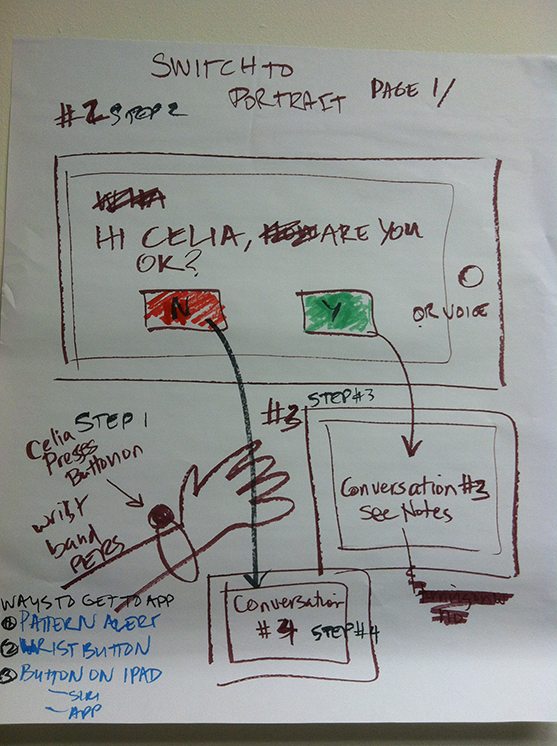 SWITCH TO
PORTRAIT
PAGE 1/
#2 STEP 2
HI CELIA, ARE YOU
OK?
N
Y
OR VOICE
STEP 1
Celia
Presses
Button on
wrist
band
PERS
#3 STEP#3
Conversation #3
See Notes
Conversation
#4 STEP#4
WAYS TO GET TO APP
① PATTERN ALERT
② WRIST BUTTON
③ BUTTON ON IPAD
- SIRI
- APP